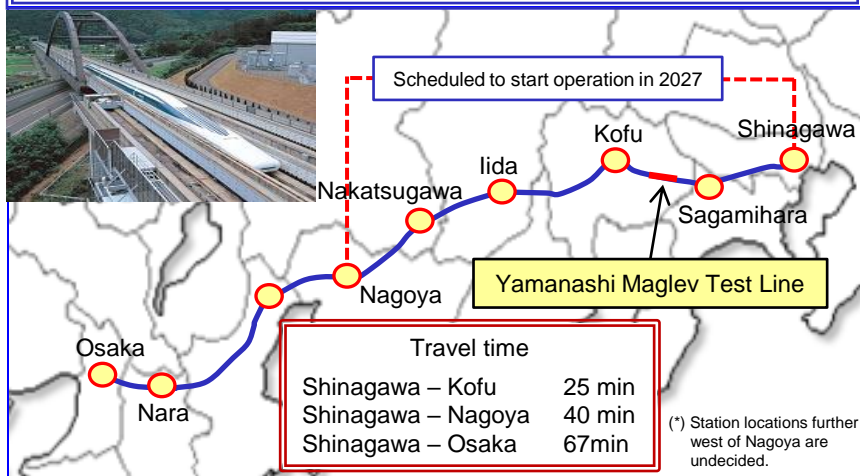 Scheduled to start operation in 2027
Shinagawa
Kofu
Iida
Nakatsugawa
Sagamihara
Yamanashi Maglev Test Line
Nagoya
Osaka
Nara
Travel time
Shinagawa – Kofu 25 min
Shinagawa – Nagoya 40 min
Shinagawa – Osaka 67min
(*) Station locations further
west of Nagoya are
undecided.